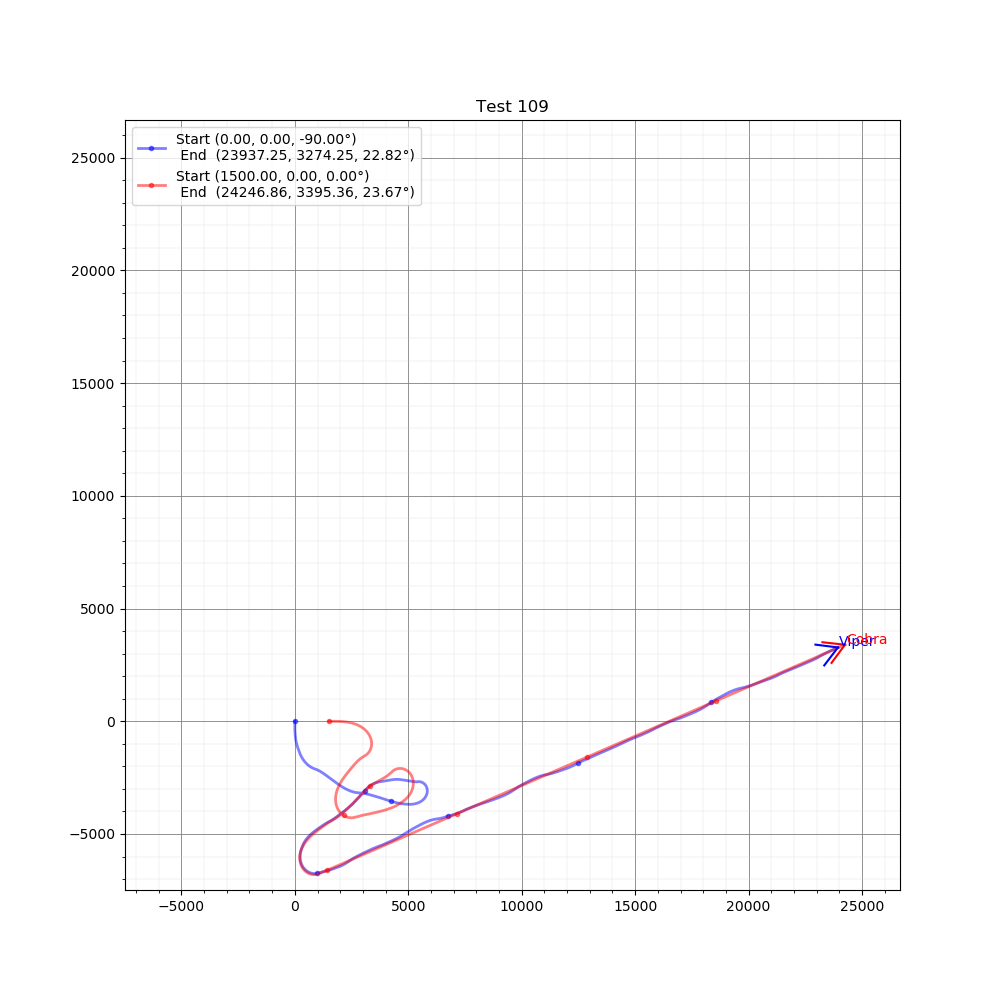 Test 109
Start (0.00, 0.00, -90.00°)
End (23937.25, 3274.25, 22.82°)
Start (1500.00, 0.00, 0.00°)
End (24246.86, 3395.36, 23.67°)
25000
20000
15000
10000
5000
0
−5000
Viper
Cobra
−5000
0
5000
10000
15000
20000
25000